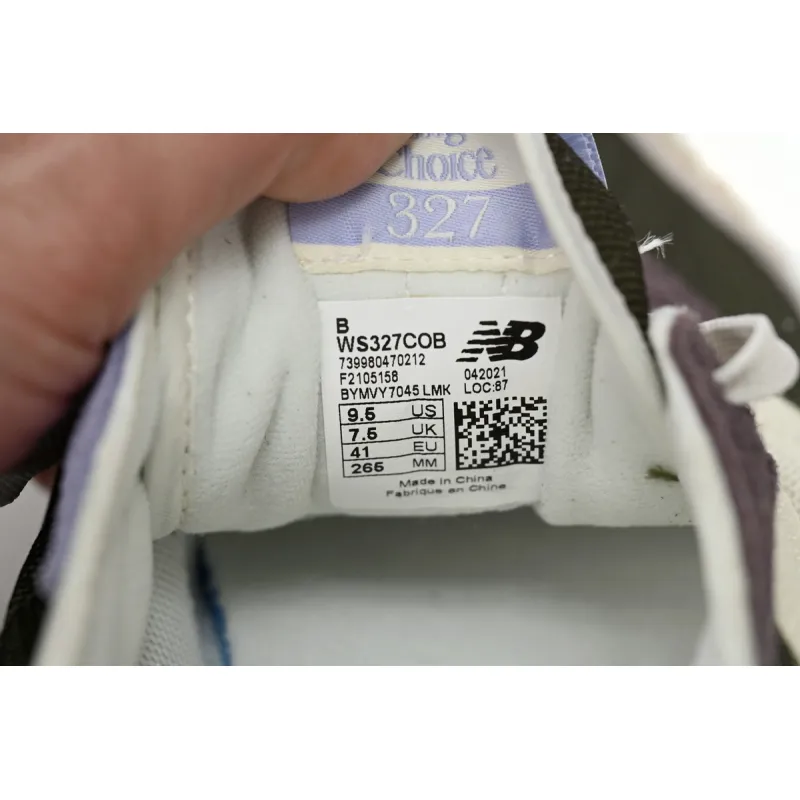 Choice
327
B
WS327COB
739980470212
F2105158
BYMVY7045 LMK
042021
LOC:87
9.5 US
7.5 UK
41 EU
265 MM
Made in China
Fabrique en Chine